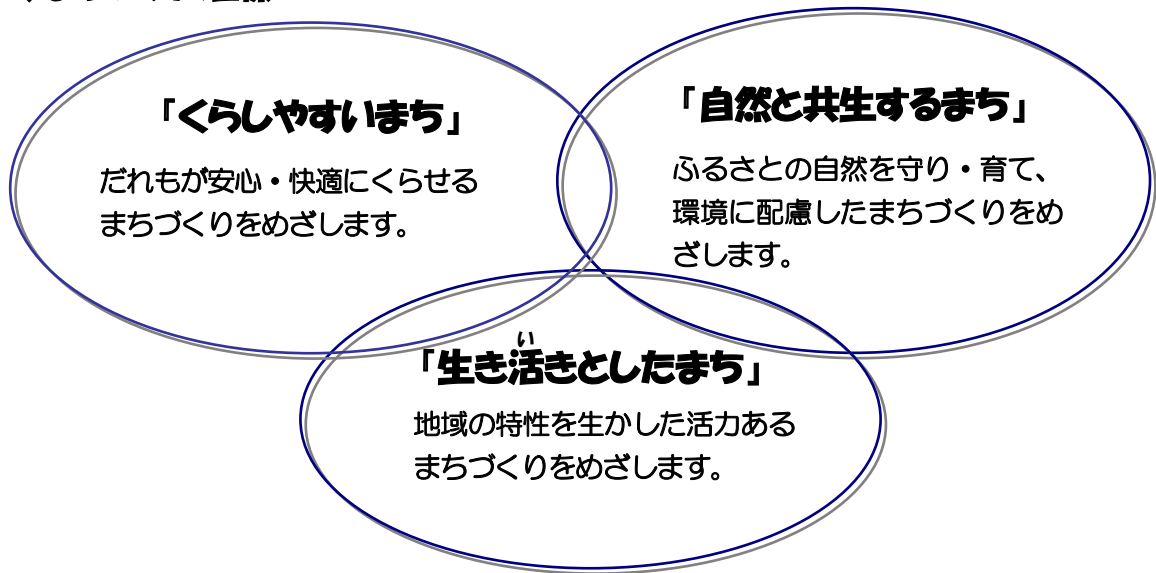 「くらしやすいまち」
だれもが安心・快適にくらせる
まちづくりをめざします。
「自然と共生するまち」
ふるさとの自然を守り・育て、
環境に配慮したまちづくりをめ
ざします。
い
「生き活きとしたまち」
地域の特性を生かした活力ある
まちづくりをめざします。